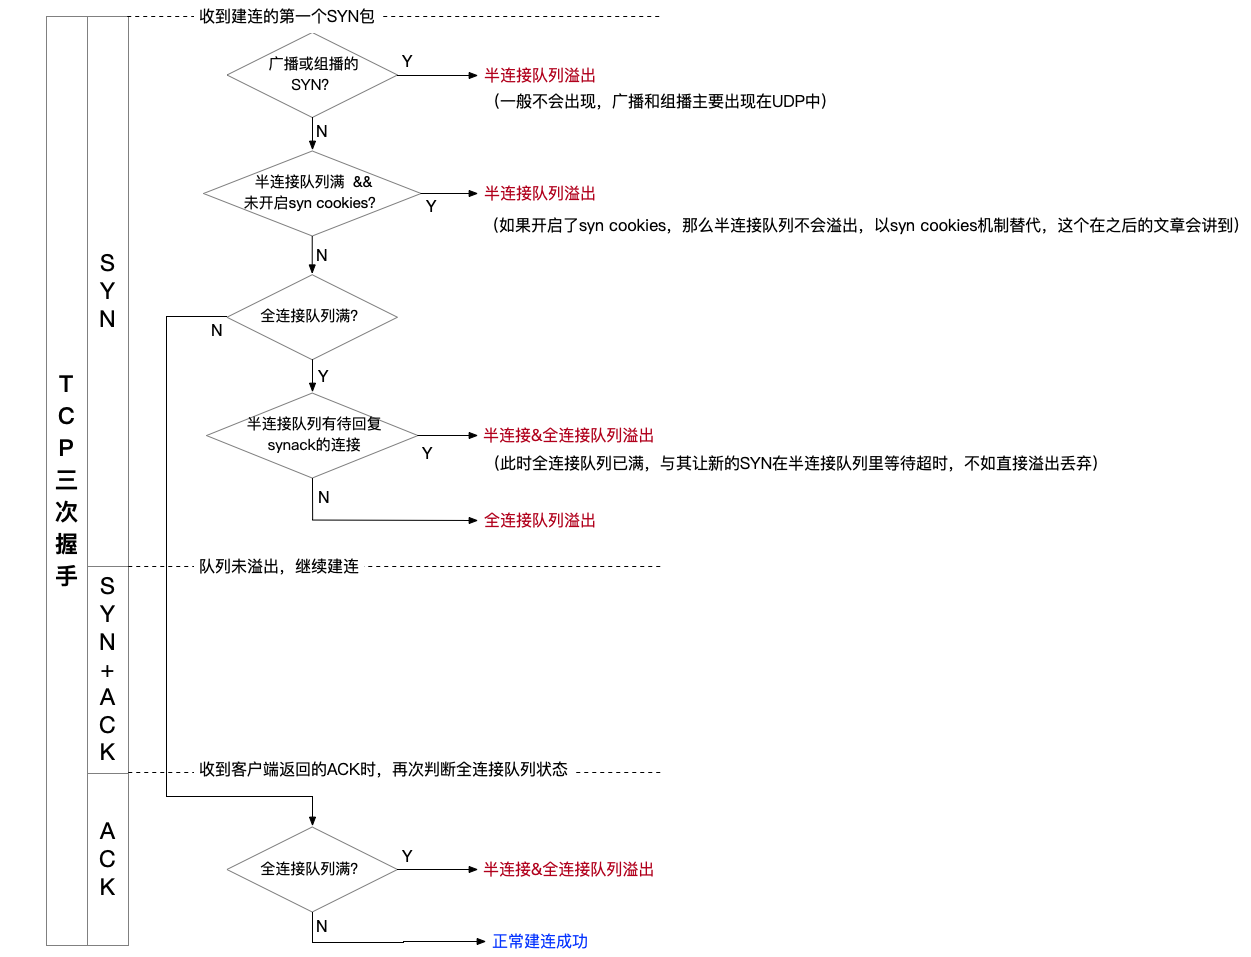 收到建连的第一个SYN包
广播或组播的
SYN?
Y
半连接队列溢出
（一般不会出现，广播和组播主要出现在UDP中）
N
半连接队列满 &&
未开启syn cookies?
Y
半连接队列溢出
（如果开启了syn cookies，那么半连接队列不会溢出，以syn cookies机制替代，这个在之后的文章会讲到）
N
S
Y
N
全连接队列满?
N
Y
T
C
P
三
次
握
手
半连接队列有待回复
synack的连接
Y
半连接&全连接队列溢出
（此时全连接队列已满，与其让新的SYN在半连接队列里等待超时，不如直接溢出丢弃）
N
全连接队列溢出
队列未溢出，继续建连
S
Y
N
+
A
C
K
收到客户端返回的ACK时，再次判断全连接队列状态
A
C
K
全连接队列满?
Y
半连接&全连接队列溢出
N
正常建连成功